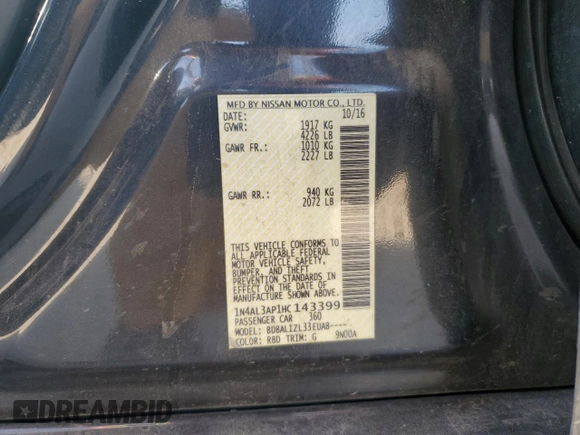 MFD BY NISSAN MOTOR CO., LTD.
DATE: 10/16
GVWR: 1917 KG
4226 LB
GAWR FR.: 1010 KG
2227 LB
GAWR RR.: 940 KG
2072 LB
THIS VEHICLE CONFORMS TO
ALL APPLICABLE FEDERAL
MOTOR VEHICLE SAFETY,
BUMPER, AND THEFT
PREVENTION STANDARDS IN
EFFECT ON THE DATE OF
MANUFACTURE SHOWN ABOVE.
1N4AL3AP1HC143399
PASSENGER CAR 360
MODEL: BDBALIZL33EUAB----
COLOR: RBD TRIM: G 9N00A
DREAMBID